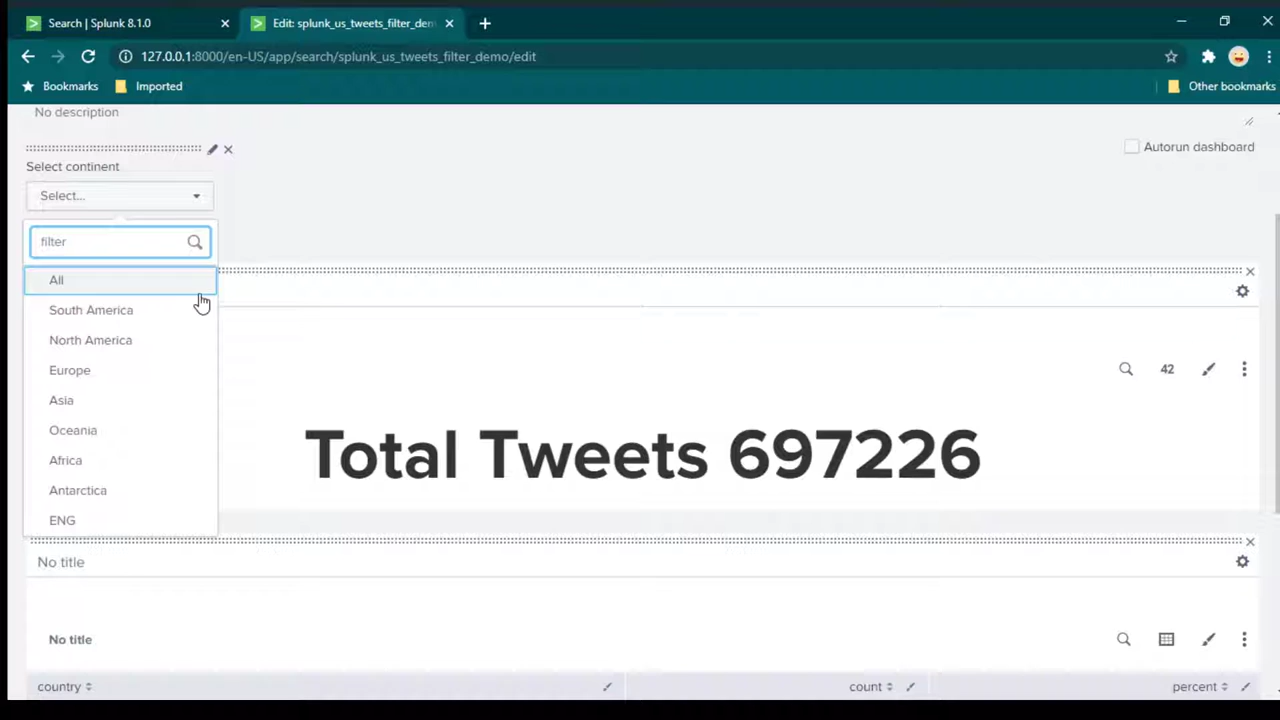 Search | Splunk 8.1.0
Edit: splunk_us_tweets_filter_den
127.0.0.1:8000/en-US/app/search/splunk_us_tweets_filter_demo/edit
Bookmarks
Imported
Other bookmarks
No description
Autorun dashboard
Select continent
Select...
filter
All
South America
North America
Europe
Asia
Oceania
Africa
Antarctica
ENG
42
Total Tweets 697226
No title
No title
country
count
percent